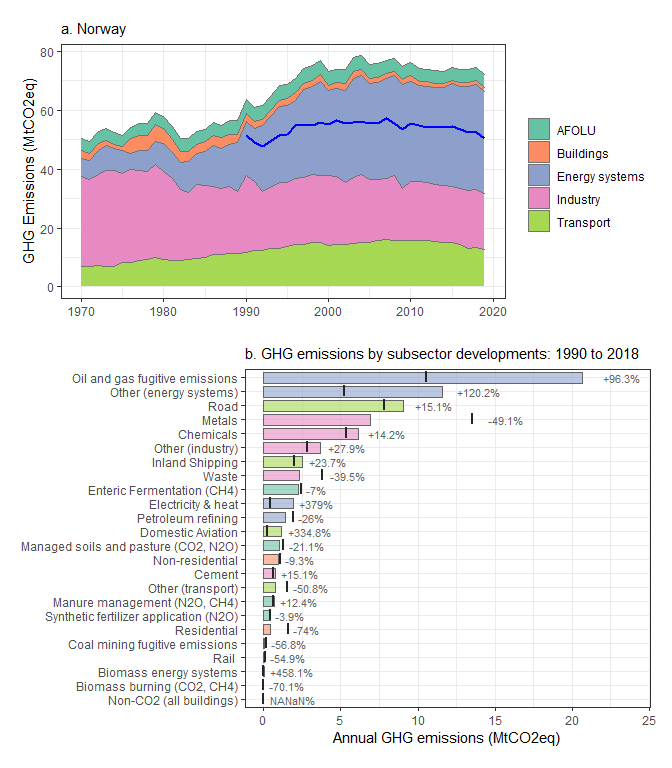 a. Norway
GHG Emissions (MtCO2eq)
80
60
40
20
0
1970
1980
1990
2000
2010
2020
AFOLU
Buildings
Energy systems
Industry
Transport
b. GHG emissions by subsector developments: 1990 to 2018
Oil and gas fugitive emissions +96.3%
Other (energy systems) +120.2%
Road +15.1%
Metals -49.1%
Chemicals +14.2%
Other (industry) +27.9%
Inland Shipping +23.7%
Waste -39.5%
Enteric Fermentation (CH4) -7%
Electricity & heat +379%
Petroleum refining -26%
Domestic Aviation +334.8%
Managed soils and pasture (CO2, N2O) -21.1%
Non-residential -9.3%
Cement +15.1%
Other (transport) -50.8%
Manure management (N2O, CH4) +12.4%
Synthetic fertilizer application (N2O) -3.9%
Residential -74%
Coal mining fugitive emissions -56.8%
Rail -54.9%
Biomass energy systems +458.1%
Biomass burning (CO2, CH4) -70.1%
Non-CO2 (all buildings) NANaN%
0
5
10
15
20
25
Annual GHG emissions (MtCO2eq)